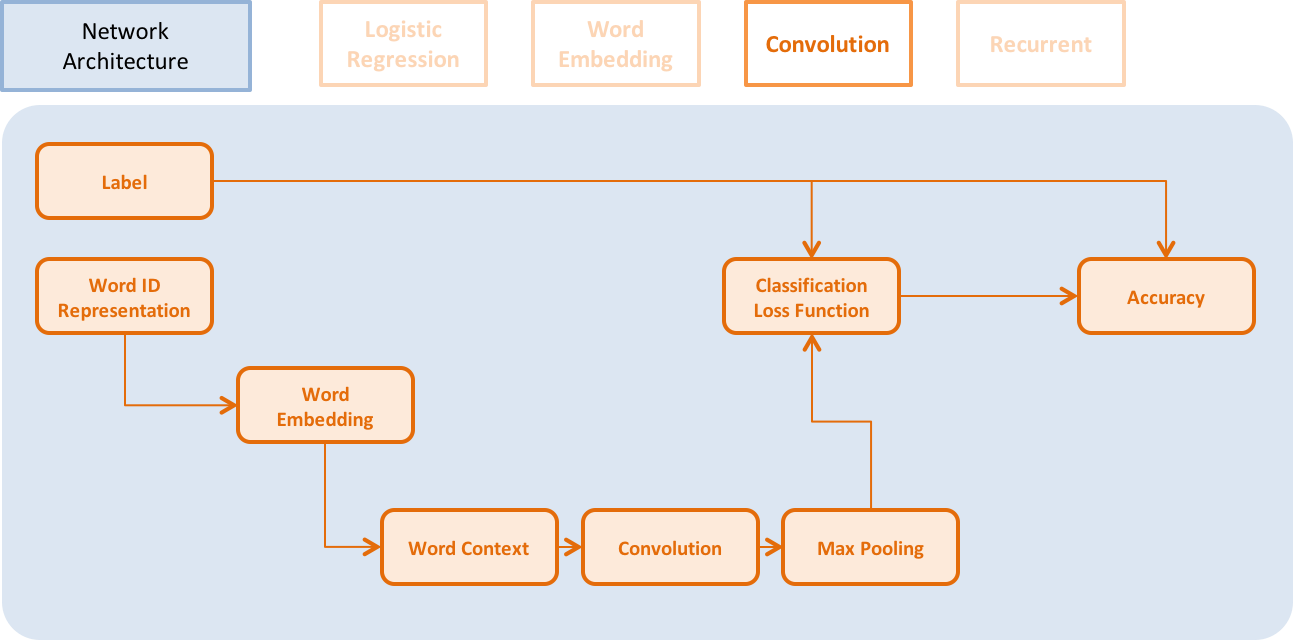 Network
Architecture
Logistic
Regression
Word
Embedding
Convolution
Recurrent
Label
Word ID
Representation
Classification
Loss Function
Accuracy
Word
Embedding
Word Context
Convolution
Max Pooling